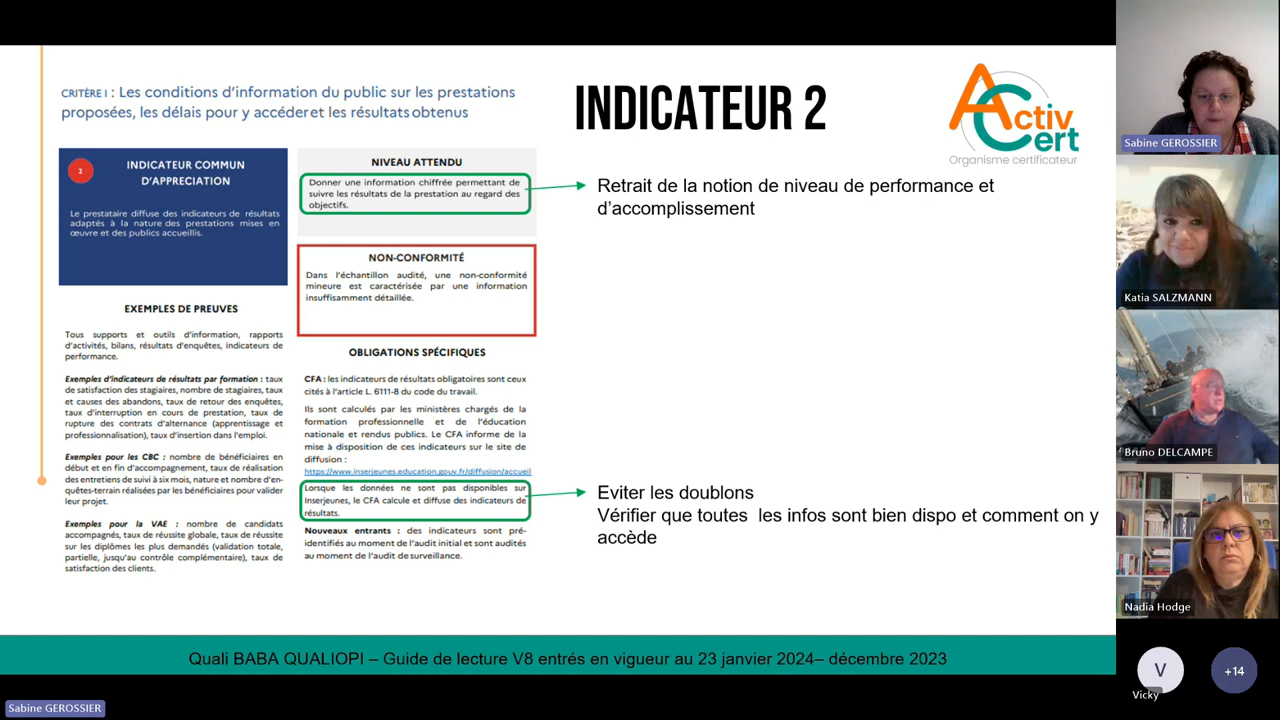 CRITÈRE I : Les conditions d'information du public sur les prestations
proposées, les délais pour y accéder et les résultats obtenus
INDICATEUR 2
Activ
Cert
Organisme certificateur
2
INDICATEUR COMMUN
D'APPRECIATION
Le prestataire diffuse des indicateurs de résultats
adaptés à la nature des prestations mises en
œuvre et des publics accueillis.
NIVEAU ATTENDU
Donner une information chiffrée permettant de
suivre les résultats de la prestation au regard des
objectifs.
Retrait de la notion de niveau de performance et
d'accomplissement
NON-CONFORMITÉ
Dans l'échantillon audité, une non-conformité
mineure est caractérisée par une information
insuffisamment détaillée.
EXEMPLES DE PREUVES
Tous supports et outils d'information, rapports
d'activités, bilans, résultats d'enquêtes, indicateurs de
performance.
Exemples d'indicateurs de résultats par formation : taux
de satisfaction des stagiaires, nombre de stagiaires, taux
et causes des abandons, taux de retour des enquêtes,
taux d'interruption en cours de prestation, taux de
rupture des contrats d'alternance (apprentissage et
professionnalisation), taux d'insertion dans l'emploi.
Exemples pour les CBC : nombre de bénéficiaires en
début et en fin d'accompagnement, taux de réalisation
des entretiens de suivi à six mois, nature et nombre d'en-
quêtes-terrain réalisées par les bénéficiaires pour valider
leur projet.
Exemples pour la VAE : nombre de candidats
accompagnés, taux de réussite globale, taux de réussite
sur les diplômes les plus demandés (validation totale,
partielle, jusqu'au contrôle complémentaire), taux de
satisfaction des clients.
OBLIGATIONS SPÉCIFIQUES
CFA : les indicateurs de résultats obligatoires sont ceux
cités à l'article L. 6111-8 du code du travail.
Ils sont calculés par les ministères chargés de la
formation professionnelle et de l'éducation
nationale et rendus publics. Le CFA informe de la
mise à disposition de ces indicateurs sur le site de
diffusion :
https://www.inserjeunes.education.gouv.fr/diffusion/accueil
Lorsque les données ne sont pas disponibles sur
Inserjeunes, le CFA calcule et diffuse des indicateurs de
résultats.
Nouveaux entrants : des indicateurs sont pré-
identifiés au moment de l'audit initial et sont audités
au moment de l'audit de surveillance.
Eviter les doublons
Vérifier que toutes les infos sont bien dispo et comment on y
accède
Quali BABA QUALIOPI – Guide de lecture V8 entrés en vigueur au 23 janvier 2024– décembre 2023
Sabine GEROSSIER
Sabine GEROSSIER
Katia SALZMANN
Bruno DELCAMPE
Nadia Hodge
V
Vicky
+14